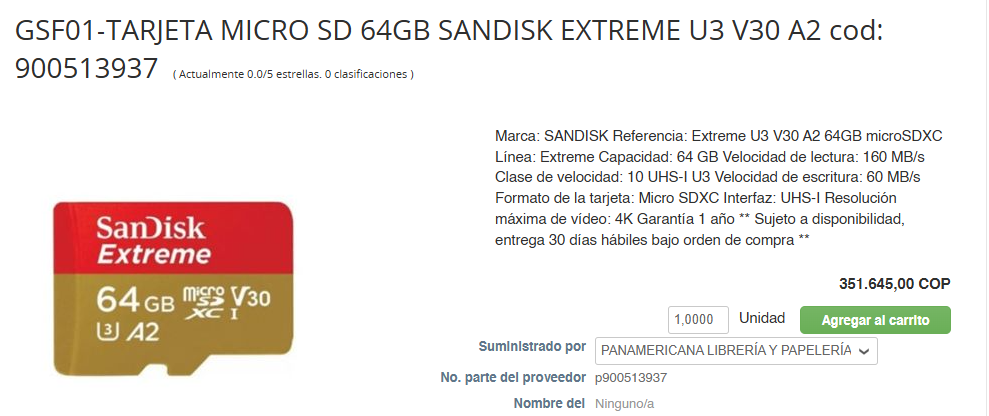 GSF01-TARJETA MICRO SD 64GB SANDISK EXTREME U3 V30 A2 cod:
900513937 ( Actualmente 0.0/5 estrellas. 0 clasificaciones )
Marca: SANDISK Referencia: Extreme U3 V30 A2 64GB microSDXC
Línea: Extreme Capacidad: 64 GB Velocidad de lectura: 160 MB/s
Clase de velocidad: 10 UHS-I U3 Velocidad de escritura: 60 MB/s
Formato de la tarjeta: Micro SDXC Interfaz: UHS-I Resolución
máxima de vídeo: 4K Garantía 1 año ** Sujeto a disponibilidad,
entrega 30 días hábiles bajo orden de compra **
SanDisk
Extreme
64GB micro SD XC I V30
U3 A2
351.645,00 COP
1,0000 Unidad Agregar al carrito
Suministrado por PANAMERICANA LIBRERÍA Y PAPELERÍA
No. parte del proveedor p900513937
Nombre del Ninguno/a